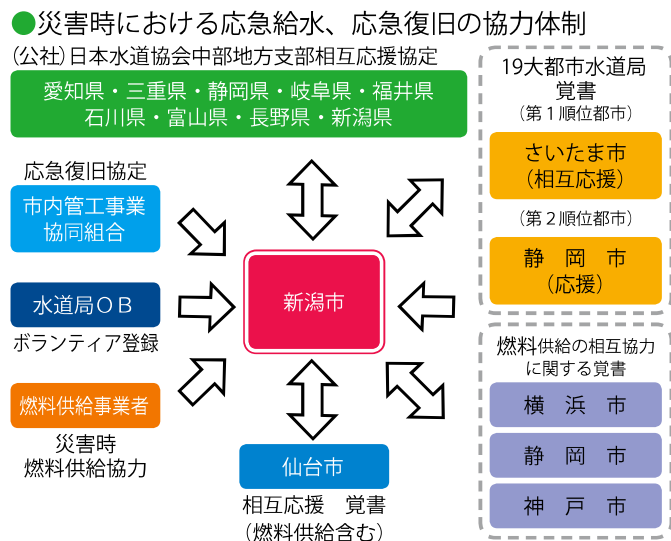 ●災害時における応急給水、応急復旧の協力体制
(公社)日本水道協会中部地方支部相互応援協定
愛知県・三重県・静岡県・岐阜県・福井県
石川県・富山県・長野県・新潟県
応急復旧協定
市内管工事業
協同組合
水道局OB
ボランティア登録
燃料供給事業者
災害時
燃料供給協力
新潟市
仙台市
相互応援 覚書
(燃料供給含む)
19大都市水道局
覚書
(第1順位都市)
さいたま市
(相互応援)
(第2順位都市)
静 岡 市
(応援)
燃料供給の相互協力
に関する覚書
横 浜 市
静 岡 市
神 戸 市